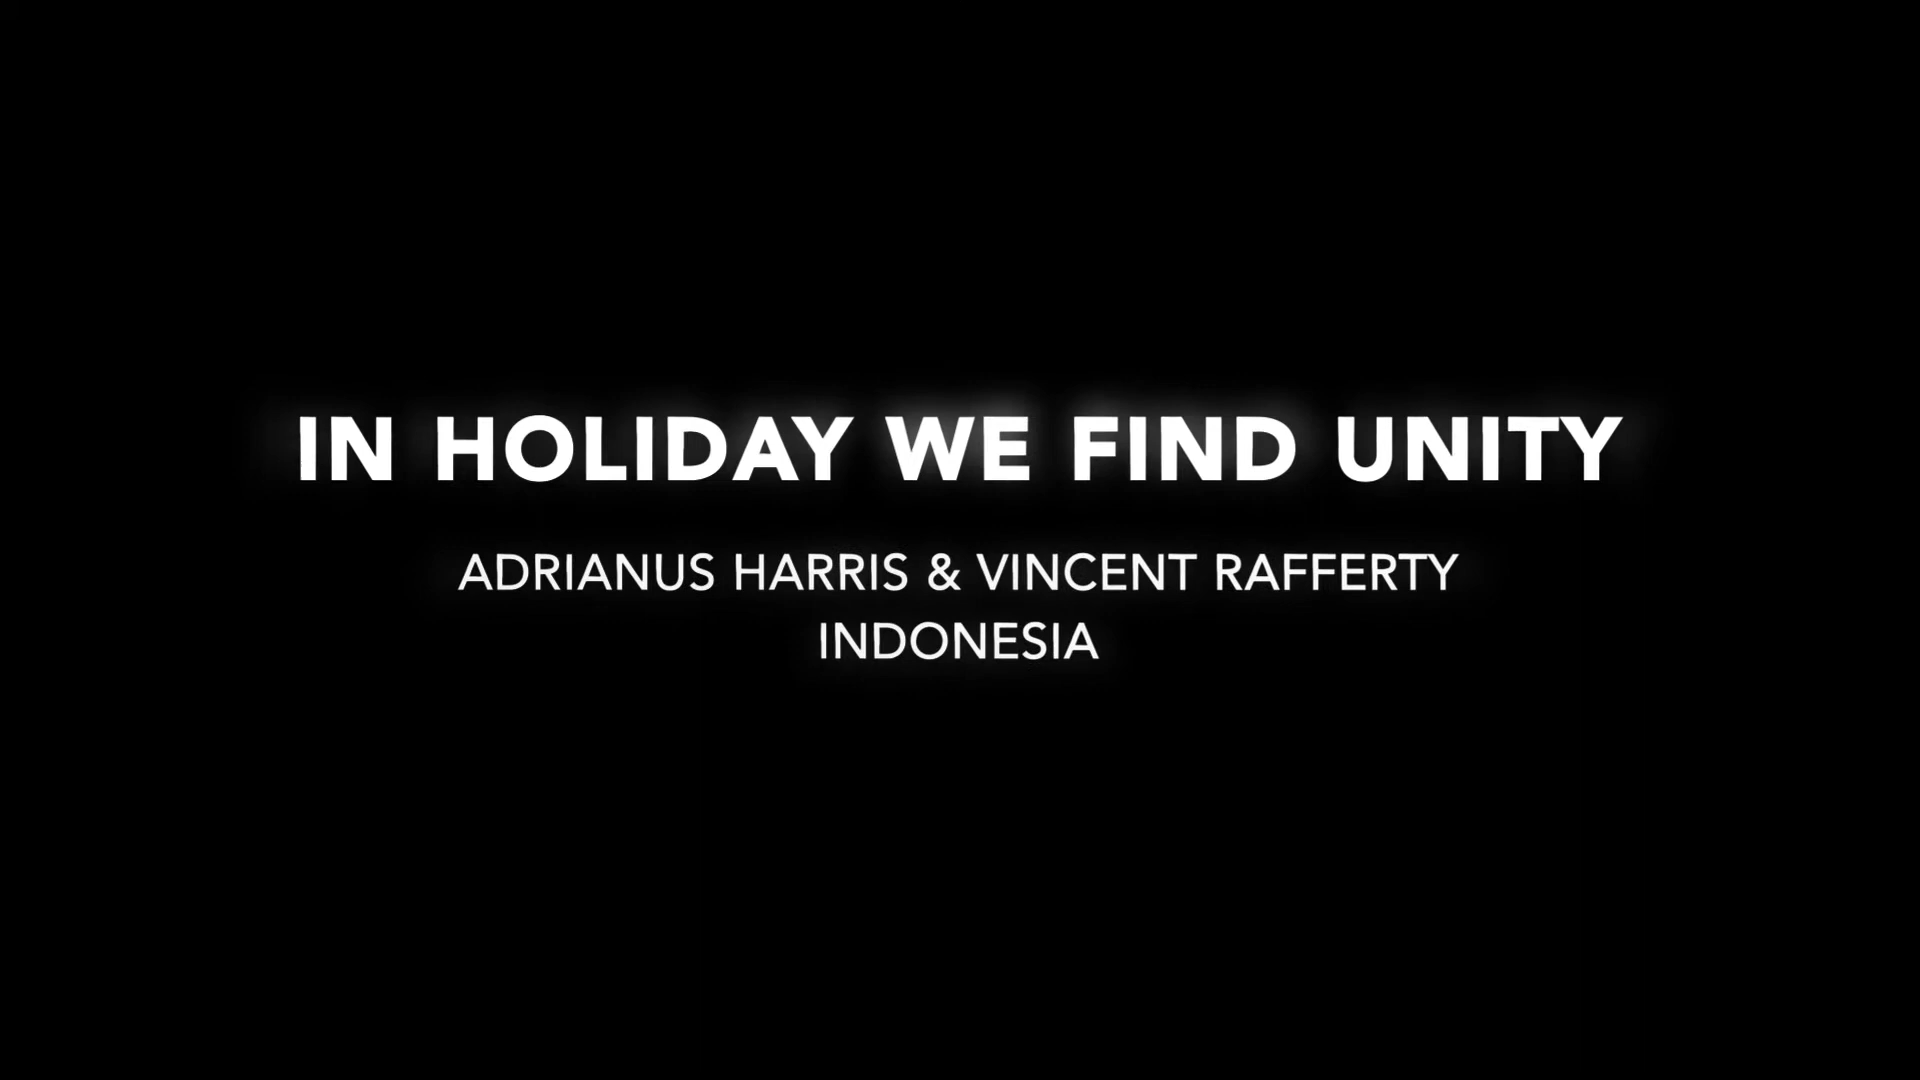 IN HOLIDAY WE FIND UNITY
ADRIANUS HARRIS & VINCENT RAFFERTY
INDONESIA